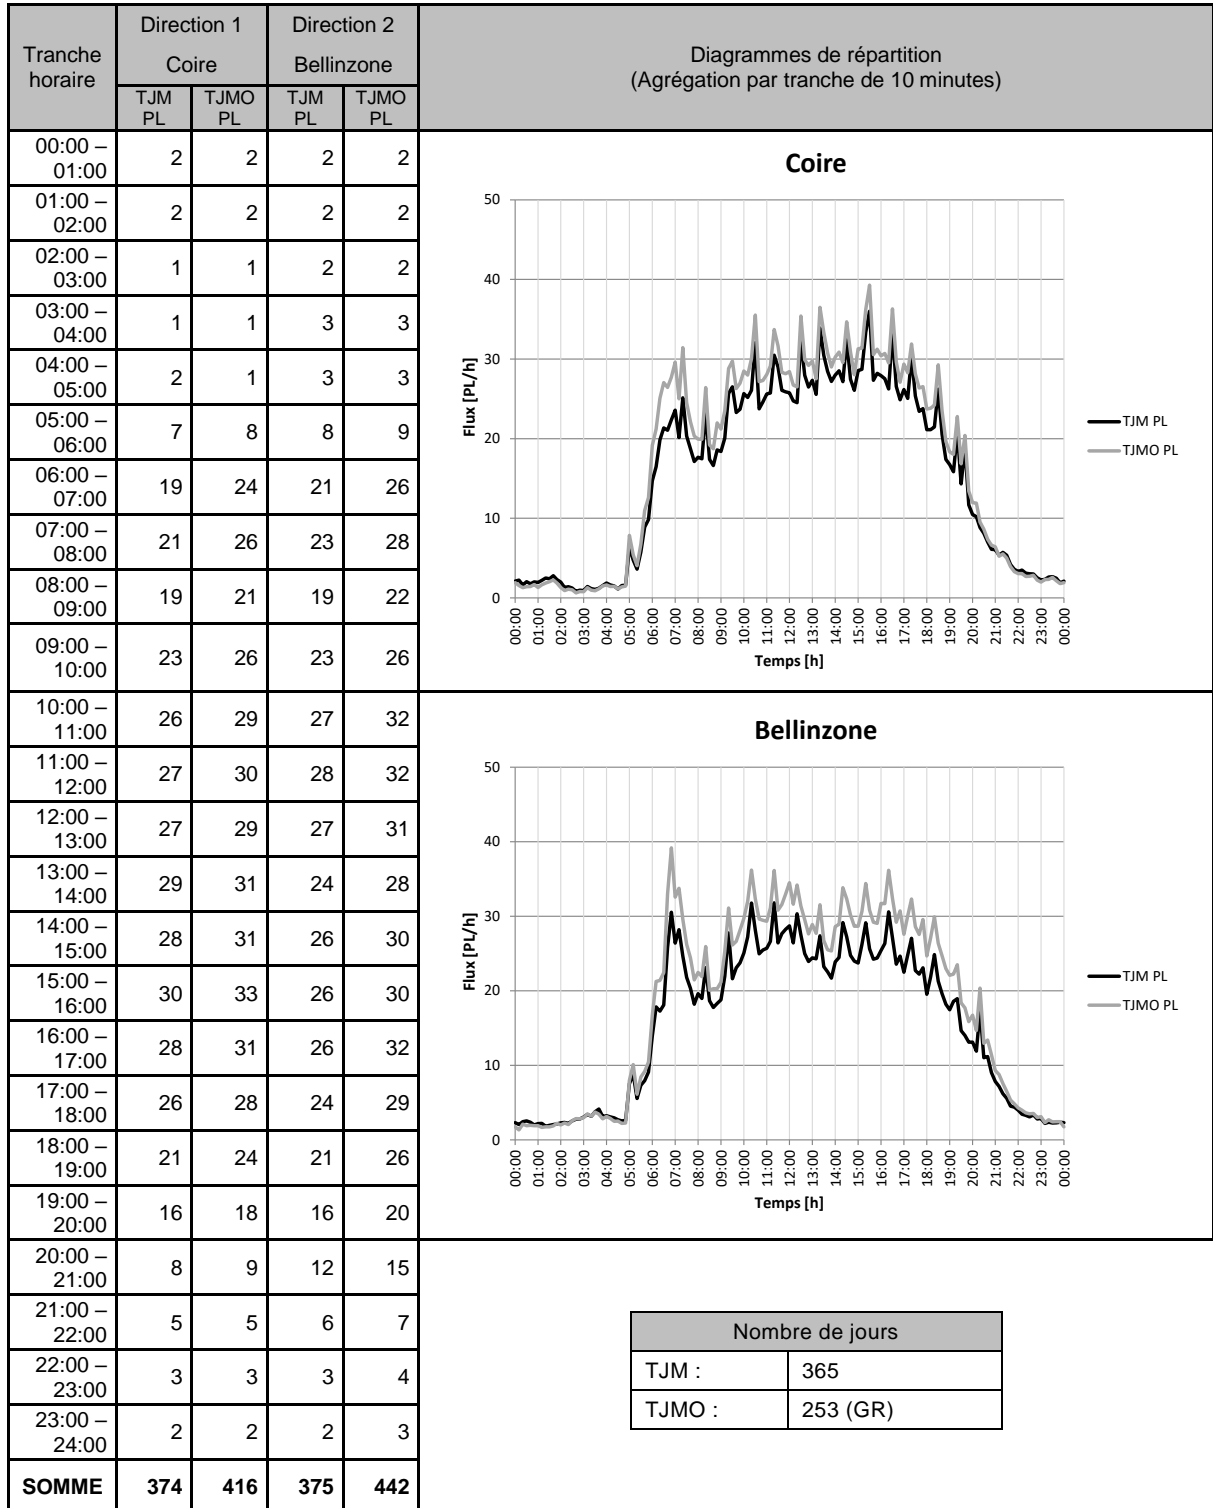 Tranche horaire
Direction 1
Direction 2
Diagrammes de répartition
(Agrégation par tranche de 10 minutes)
Coire
Bellinzone
TJM PL
TJMO PL
TJM PL
TJMO PL
00:00 – 01:00 2 2 2 2
01:00 – 02:00 2 2 2 2
02:00 – 03:00 1 1 2 2
03:00 – 04:00 1 1 3 3
04:00 – 05:00 2 1 3 3
05:00 – 06:00 7 8 8 9
06:00 – 07:00 19 24 21 26
07:00 – 08:00 21 26 23 28
08:00 – 09:00 19 21 19 22
09:00 – 10:00 23 26 23 26
10:00 – 11:00 26 29 27 32
11:00 – 12:00 27 30 28 32
12:00 – 13:00 27 29 27 31
13:00 – 14:00 29 31 24 28
14:00 – 15:00 28 31 26 30
15:00 – 16:00 30 33 26 30
16:00 – 17:00 28 31 26 32
17:00 – 18:00 26 28 24 29
18:00 – 19:00 21 24 21 26
19:00 – 20:00 16 18 16 20
20:00 – 21:00 8 9 12 15
21:00 – 22:00 5 5 6 7
22:00 – 23:00 3 3 3 4
23:00 – 24:00 2 2 2 3
SOMME 374 416 375 442
Coire
50
40
30
20
10
0
Flux [PL/h]
00:00 01:00 02:00 03:00 04:00 05:00 06:00 07:00 08:00 09:00 10:00 11:00 12:00 13:00 14:00 15:00 16:00 17:00 18:00 19:00 20:00 21:00 22:00 23:00 00:00
Temps [h]
TJM PL
TJMO PL
Bellinzone
50
40
30
20
10
0
Flux [PL/h]
00:00 01:00 02:00 03:00 04:00 05:00 06:00 07:00 08:00 09:00 10:00 11:00 12:00 13:00 14:00 15:00 16:00 17:00 18:00 19:00 20:00 21:00 22:00 23:00 00:00
Temps [h]
TJM PL
TJMO PL
Nombre de jours
TJM : 365
TJMO : 253 (GR)